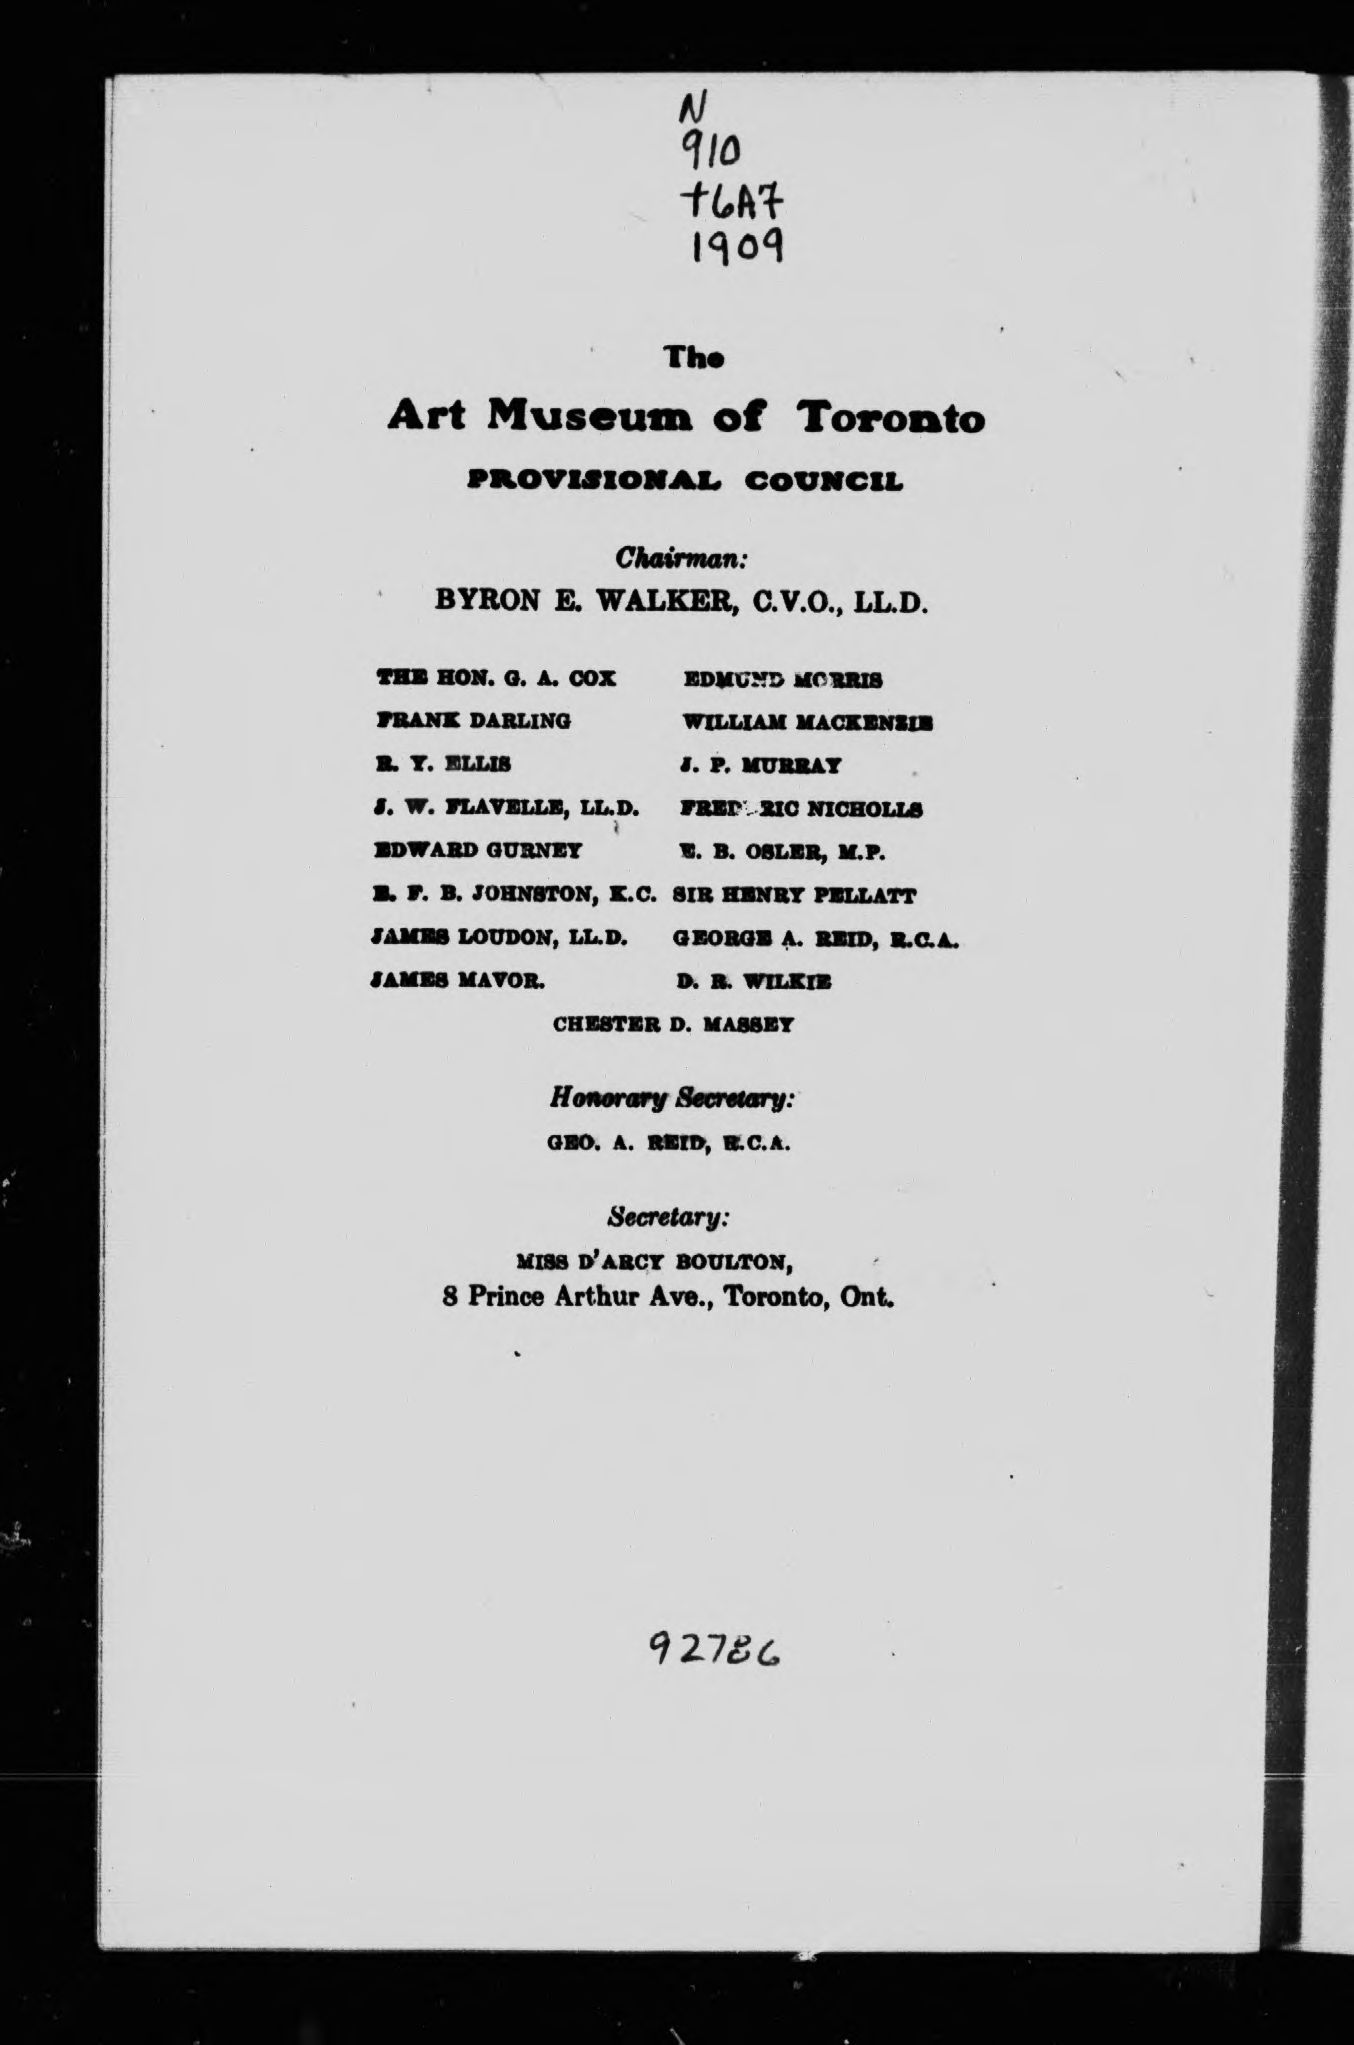 N
910
T6A7
1909
The
Art Museum of Toronto
PROVISIONAL COUNCIL
Chairman:
BYRON E. WALKER, C.V.O., LL.D.
THE HON. G. A. COX EDMUND MORRIS
FRANK DARLING WILLIAM MACKENZIE
R. Y. ELLIS J. P. MURRAY
J. W. FLAVELLE, LL.D. FREDERIC NICHOLLS
EDWARD GURNEY E. B. OSLER, M.P.
E. F. B. JOHNSTON, K.C. SIR HENRY PELLATT
JAMES LOUDON, LL.D. GEORGE A. REID, R.C.A.
JAMES MAVOR. D. R. WILKIE
CHESTER D. MASSEY
Honorary Secretary:
GEO. A. REID, R.C.A.
Secretary:
MISS D'ARCY BOULTON,
8 Prince Arthur Ave., Toronto, Ont.
92786